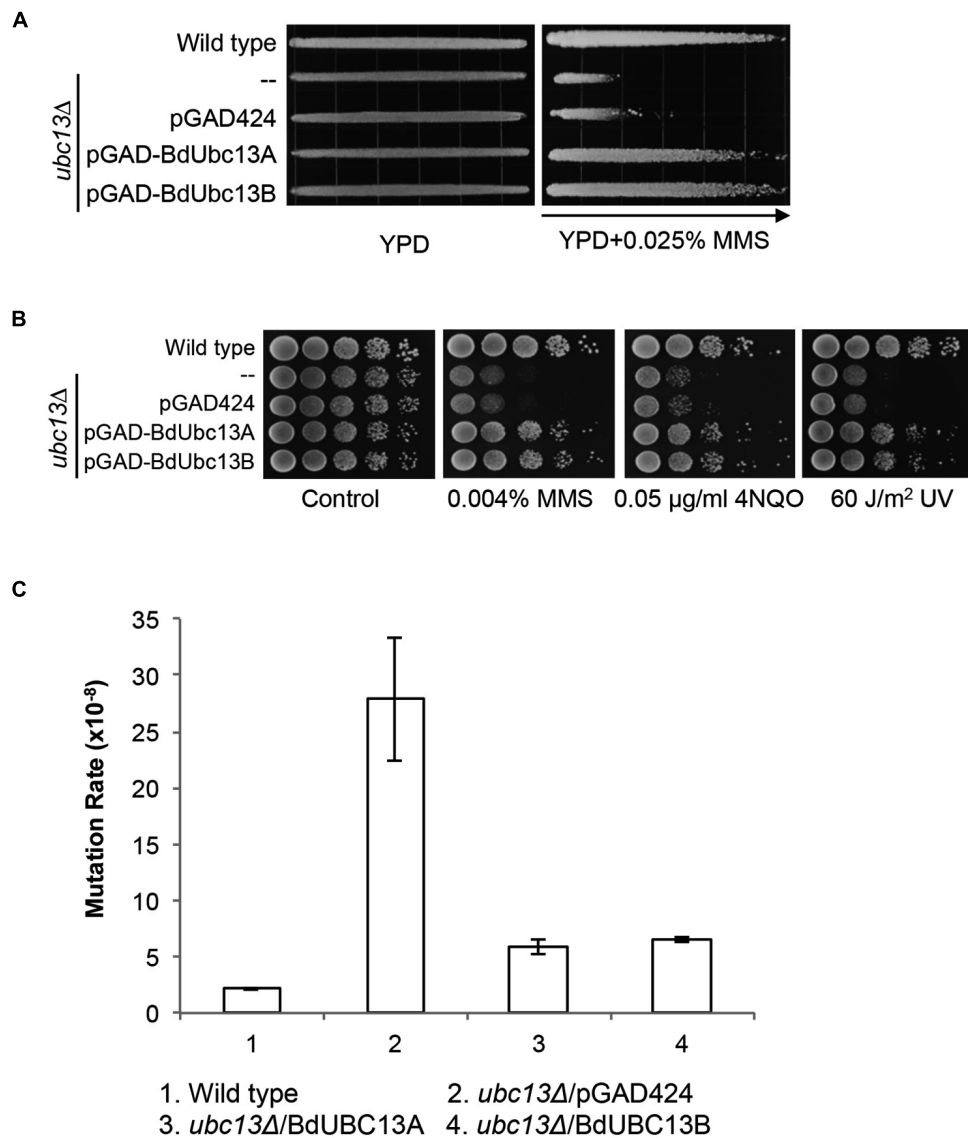 A
Wild type
--
pGAD424
pGAD-BdUbc13A
pGAD-BdUbc13B
ubc13Δ
YPD
YPD+0.025% MMS
B
Wild type
--
pGAD424
pGAD-BdUbc13A
pGAD-BdUbc13B
ubc13Δ
Control
0.004% MMS
0.05 µg/ml 4NQO
60 J/m² UV
C
Mutation Rate (x10⁻⁸)
35
30
25
20
15
10
5
0
1
2
3
4
1. Wild type
2. ubc13Δ/pGAD424
3. ubc13Δ/BdUBC13A
4. ubc13Δ/BdUBC13B